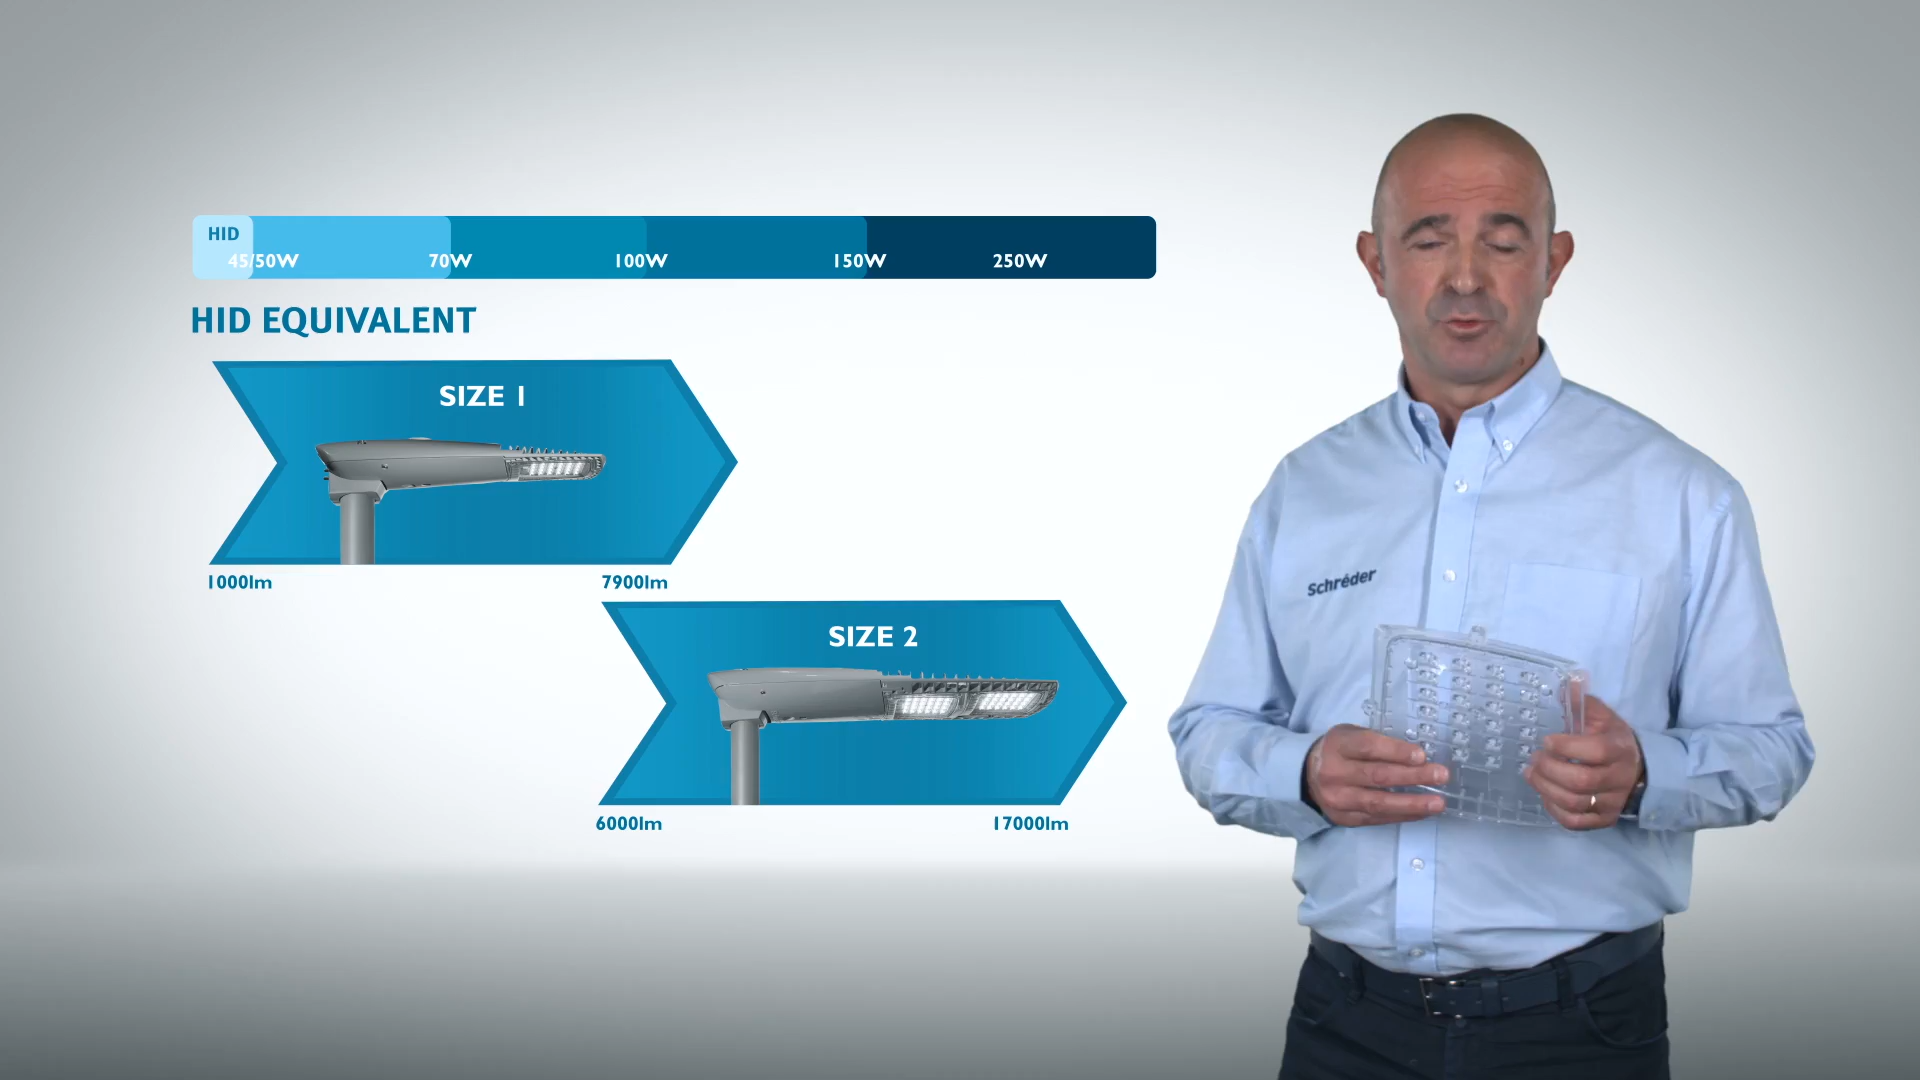 HID
45/50W 70W 100W 150W 250W
HID EQUIVALENT
SIZE 1
1000lm 7900lm
SIZE 2
6000lm 17000lm
Schréder